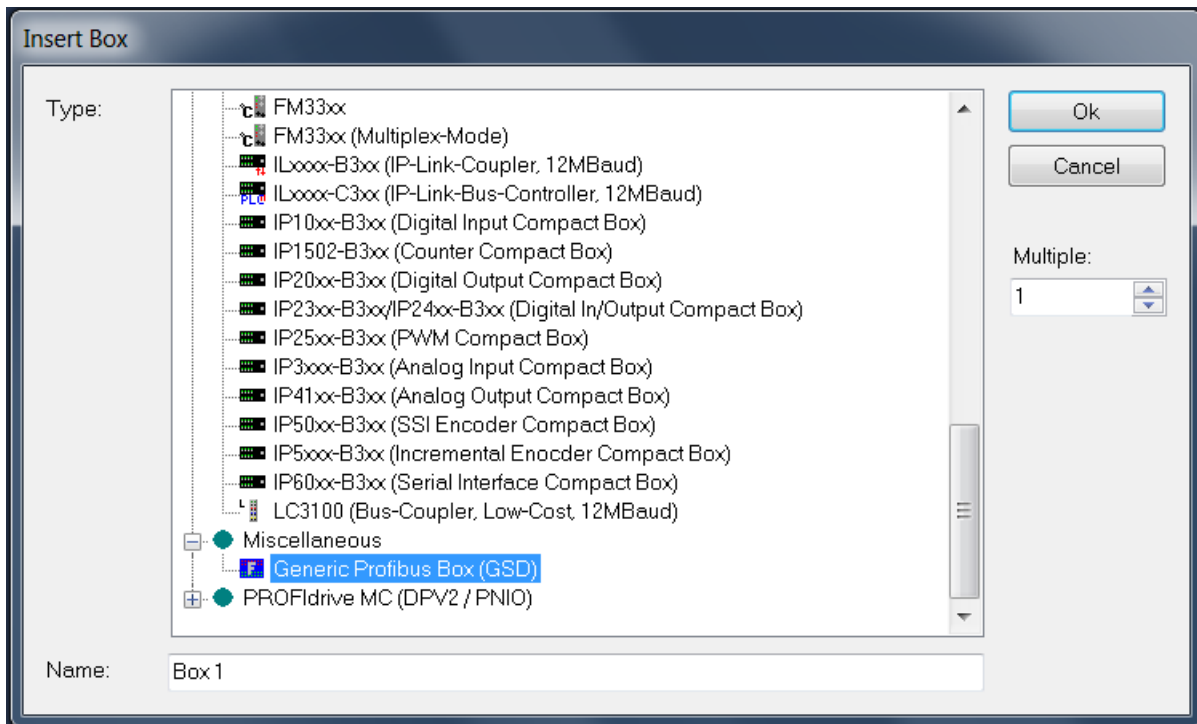 Insert Box
Type:
FM33xx
FM33xx (Multiplex-Mode)
ILxxxx-B3xx (IP-Link-Coupler, 12MBaud)
ILxxxx-C3xx (IP-Link-Bus-Controller, 12MBaud)
IP10xx-B3xx (Digital Input Compact Box)
IP1502-B3xx (Counter Compact Box)
IP20xx-B3xx (Digital Output Compact Box)
IP23xx-B3xx/IP24xx-B3xx (Digital In/Output Compact Box)
IP25xx-B3xx (PWM Compact Box)
IP3xxx-B3xx (Analog Input Compact Box)
IP41xx-B3xx (Analog Output Compact Box)
IP50xx-B3xx (SSI Encoder Compact Box)
IP5xxx-B3xx (Incremental Enocder Compact Box)
IP60xx-B3xx (Serial Interface Compact Box)
LC3100 (Bus-Coupler, Low-Cost, 12MBaud)
Miscellaneous
Generic Profibus Box (GSD)
PROFIdrive MC (DPV2 / PNIO)
Ok
Cancel
Multiple:
1
Name:
Box 1